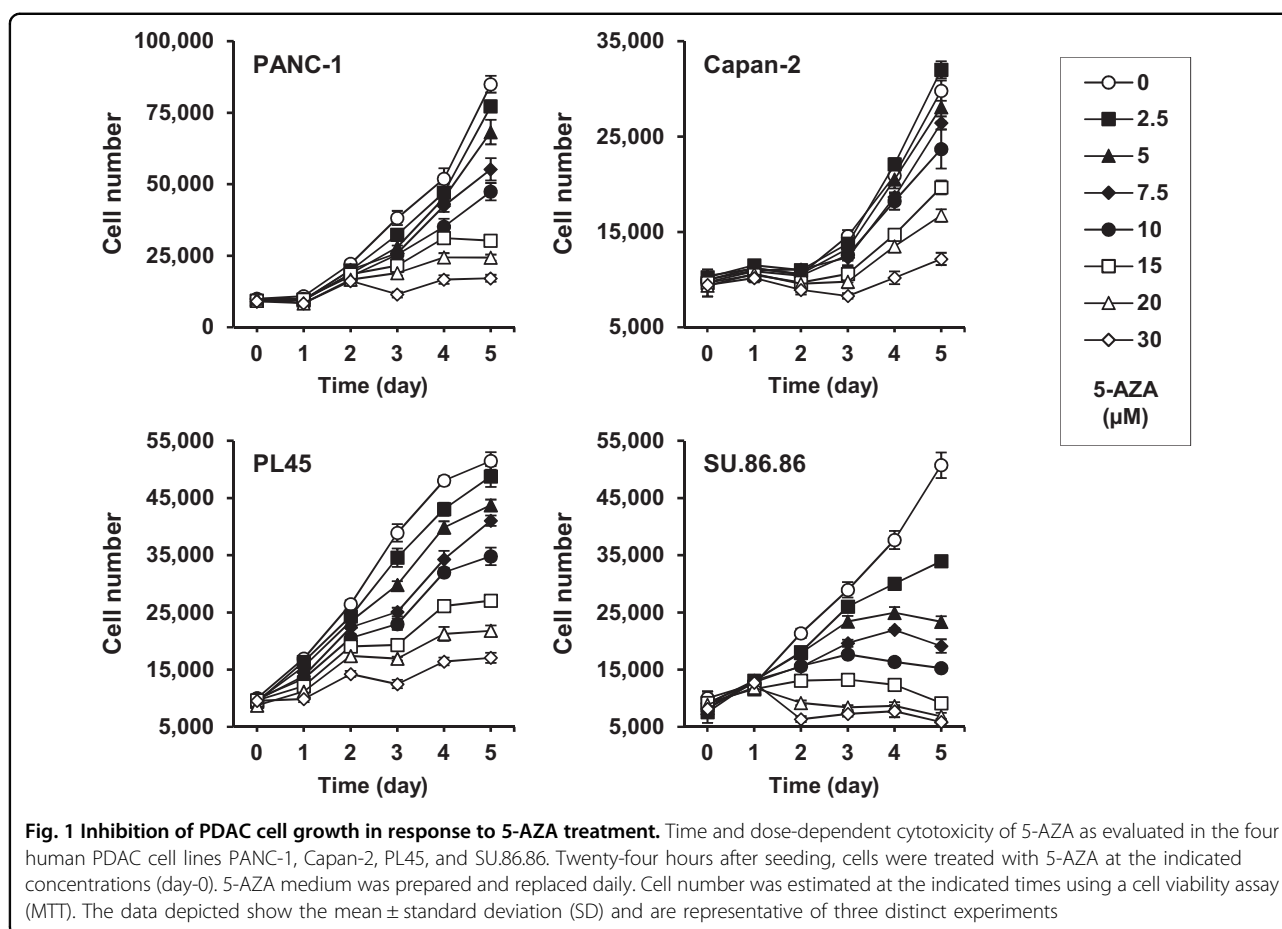 PANC-1
Cell number
100,000
75,000
50,000
25,000
0
0 1 2 3 4 5
Time (day)
Capan-2
Cell number
35,000
25,000
15,000
5,000
0 1 2 3 4 5
Time (day)
0
2.5
5
7.5
10
15
20
30
5-AZA
(µM)
PL45
Cell number
55,000
45,000
35,000
25,000
15,000
5,000
0 1 2 3 4 5
Time (day)
SU.86.86
Cell number
55,000
45,000
35,000
25,000
15,000
5,000
0 1 2 3 4 5
Time (day)
Fig. 1 Inhibition of PDAC cell growth in response to 5-AZA treatment. Time and dose-dependent cytotoxicity of 5-AZA as evaluated in the four
human PDAC cell lines PANC-1, Capan-2, PL45, and SU.86.86. Twenty-four hours after seeding, cells were treated with 5-AZA at the indicated
concentrations (day-0). 5-AZA medium was prepared and replaced daily. Cell number was estimated at the indicated times using a cell viability assay
(MTT). The data depicted show the mean ± standard deviation (SD) and are representative of three distinct experiments